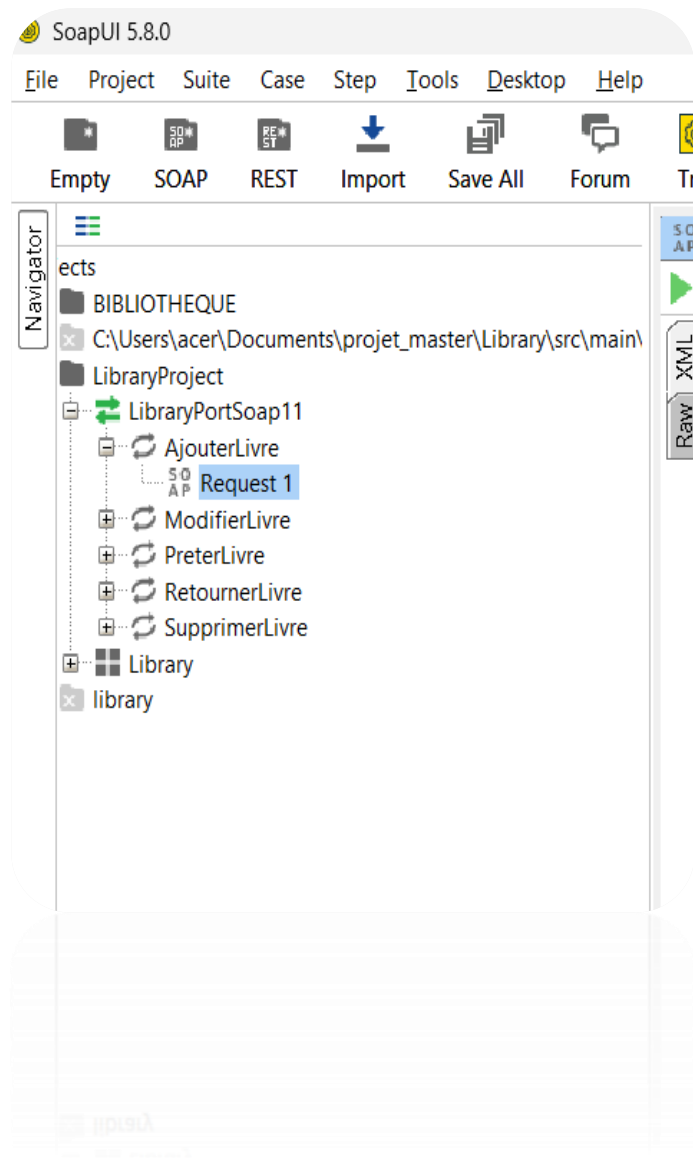 SoapUI 5.8.0
File Project Suite Case Step Tools Desktop Help
Empty SOAP REST Import Save All Forum
Navigator
ects
BIBLIOTHEQUE
C:\Users\acer\Documents\projet_master\Library\src\main\
LibraryProject
LibraryPortSoap11
AjouterLivre
SOAP Request 1
ModifierLivre
PreterLivre
RetournerLivre
SupprimerLivre
Library
library
XML
Raw